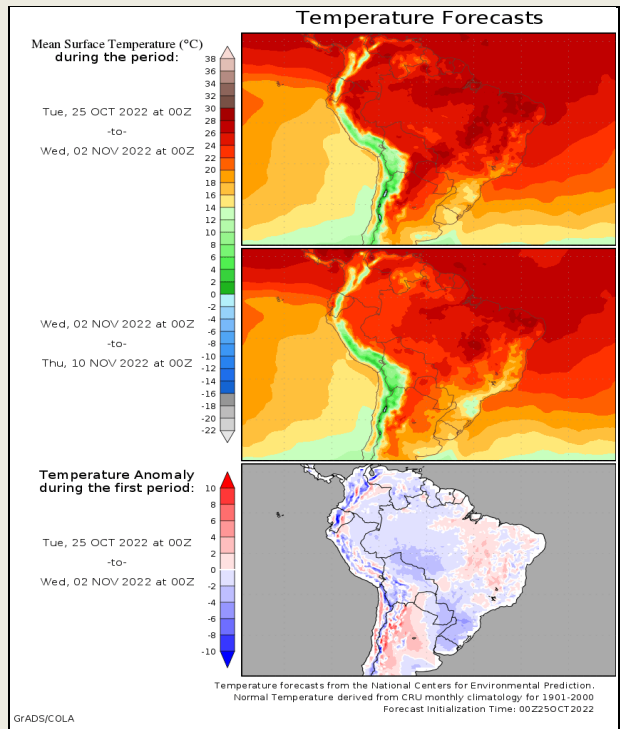 Temperature Forecasts
Mean Surface Temperature (°C)
during the period:
38
36
34
32
30
28
26
24
22
20
18
16
14
12
10
8
6
4
2
0
-2
-4
-6
-8
-10
-12
-14
-16
-18
-20
-22
Tue, 25 OCT 2022 at 00Z
-to-
Wed, 02 NOV 2022 at 00Z
Wed, 02 NOV 2022 at 00Z
-to-
Thu, 10 NOV 2022 at 00Z
Temperature Anomaly
during the first period:
10
8
6
4
2
0
-2
-4
-6
-8
-10
Tue, 25 OCT 2022 at 00Z
-to-
Wed, 02 NOV 2022 at 00Z
Temperature forecasts from the National Centers for Environmental Prediction.
Normal Temperature derived from CRU monthly climatology for 1901-2000
Forecast Initialization Time: 00Z25OCT2022
GrADS/COLA